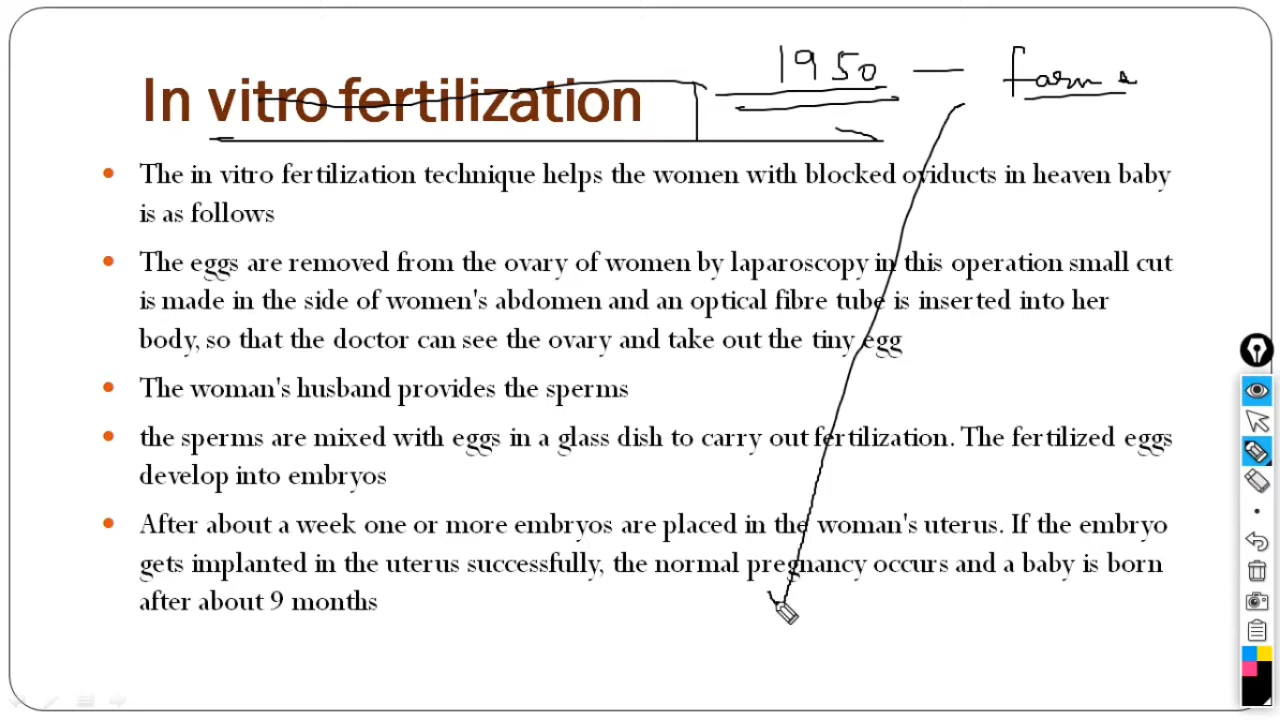 1950 — farm
In vitro fertilization
The in vitro fertilization technique helps the women with blocked oviducts in heaven baby
is as follows
The eggs are removed from the ovary of women by laparoscopy in this operation small cut
is made in the side of women's abdomen and an optical fibre tube is inserted into her
body, so that the doctor can see the ovary and take out the tiny egg
The woman's husband provides the sperms
the sperms are mixed with eggs in a glass dish to carry out fertilization. The fertilized eggs
develop into embryos
After about a week one or more embryos are placed in the woman's uterus. If the embryo
gets implanted in the uterus successfully, the normal pregnancy occurs and a baby is born
after about 9 months